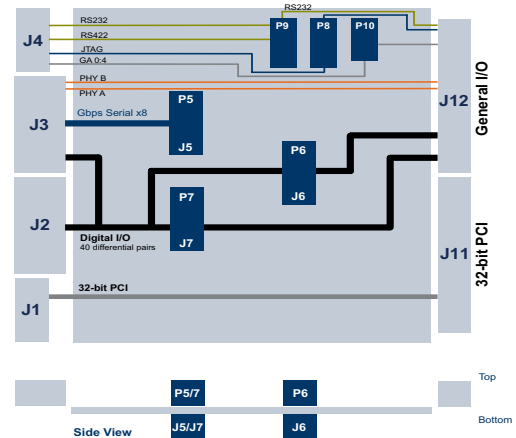 RS232
RS232
P9
P8
P10
J4
RS422
JTAG
GA 0:4
PHY B
PHY A
Gbps Serial x8
P5
J5
J3
J12
General I/O
P6
J6
P7
J7
J2
Digital I/O
40 differential pairs
J11
32-bit PCI
32-bit PCI
J1
Top
P5/7
P6
Bottom
Side View
J5/J7
J6